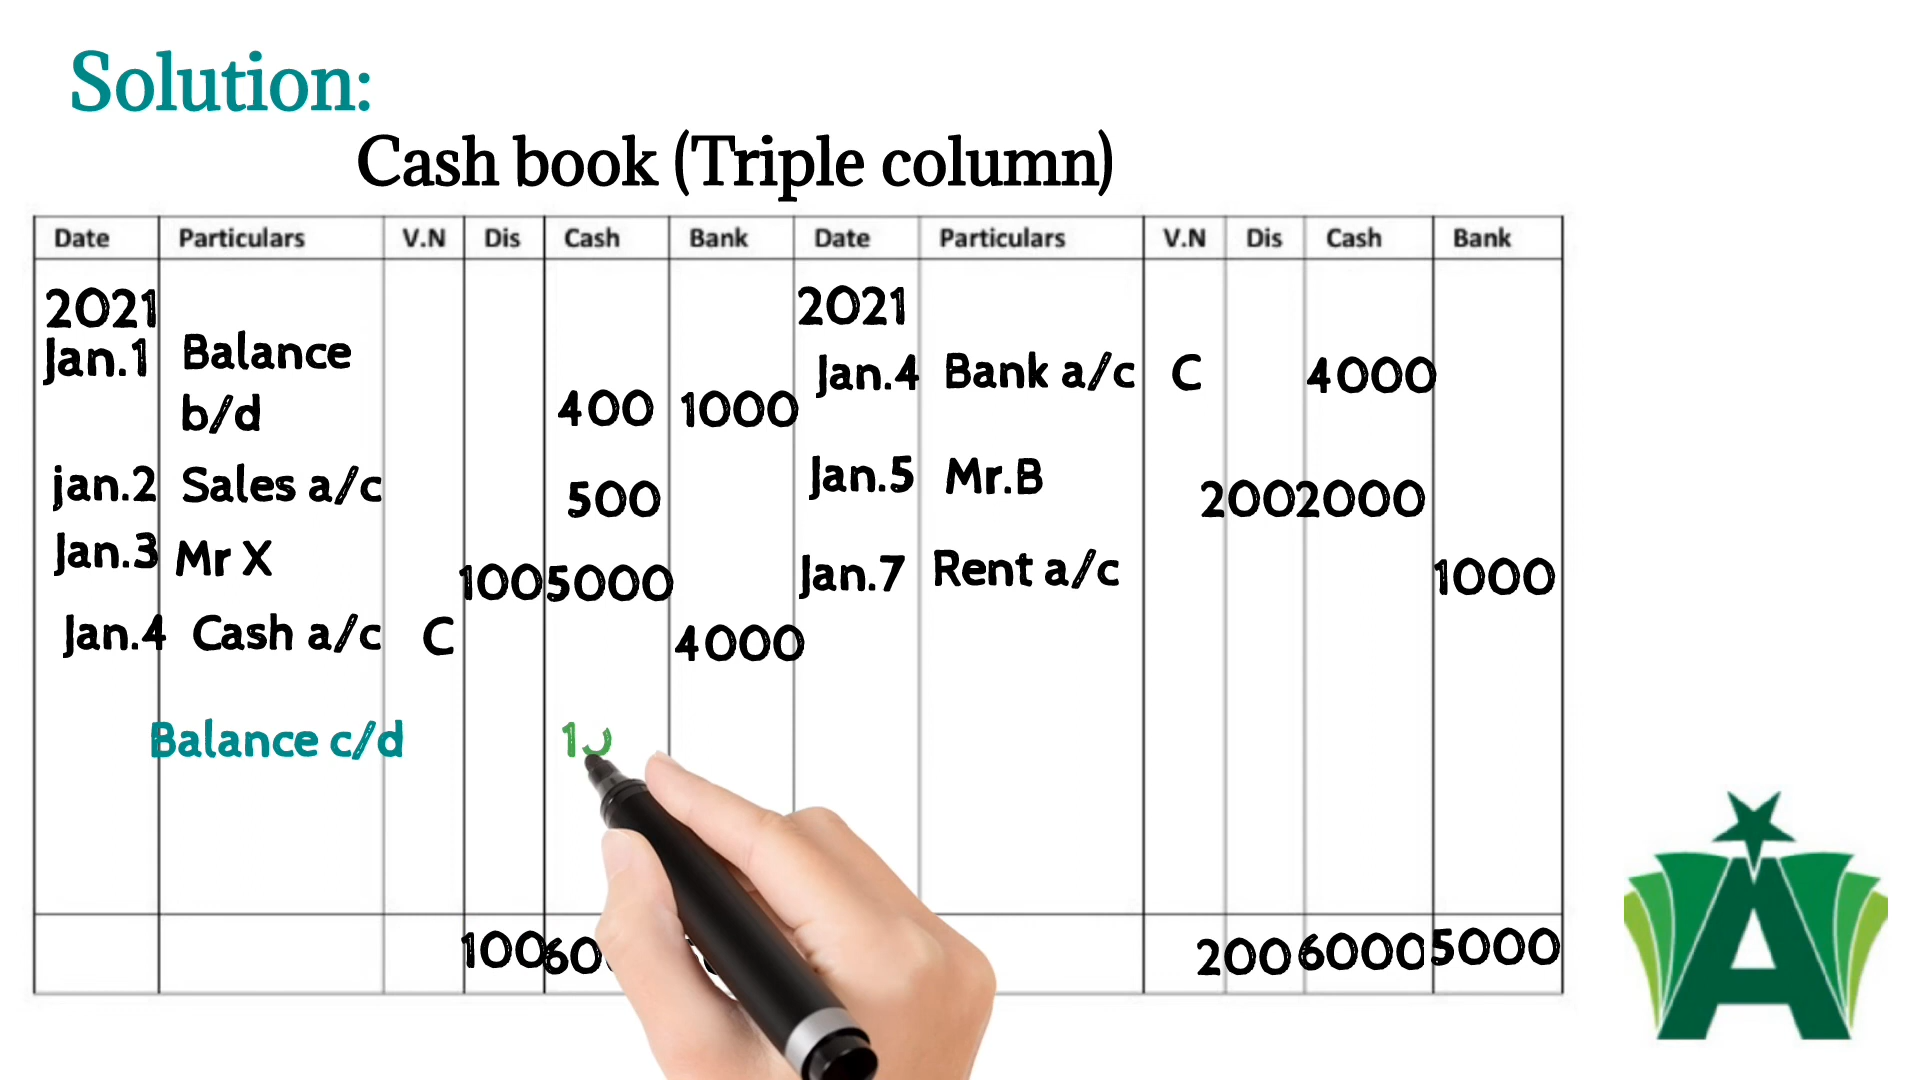 Solution:
Cash book (Triple column)
Date Particulars V.N Dis Cash Bank Date Particulars V.N Dis Cash Bank
2021 2021
Jan.1 Balance b/d 400 1000 Jan.4 Bank a/c C 4000
jan.2 Sales a/c 500 Jan.5 Mr.B 200 2000
Jan.3 Mr X 100 5000 Jan.7 Rent a/c 1000
Jan.4 Cash a/c C 4000
Balance c/d
100 200 6000 5000
A